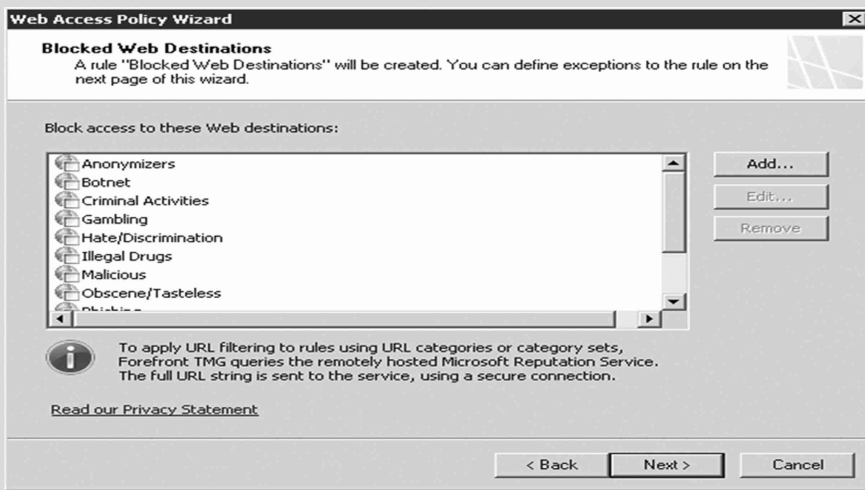 Web Access Policy Wizard
Blocked Web Destinations
A rule "Blocked Web Destinations" will be created. You can define exceptions to the rule on the
next page of this wizard.
Block access to these Web destinations:
Anonymizers
Botnet
Criminal Activities
Gambling
Hate/Discrimination
Illegal Drugs
Malicious
Obscene/Tasteless
Phishing
Add...
Edit...
Remove
To apply URL filtering to rules using URL categories or category sets,
Forefront TMG queries the remotely hosted Microsoft Reputation Service.
The full URL string is sent to the service, using a secure connection.
Read our Privacy Statement
< Back
Next >
Cancel